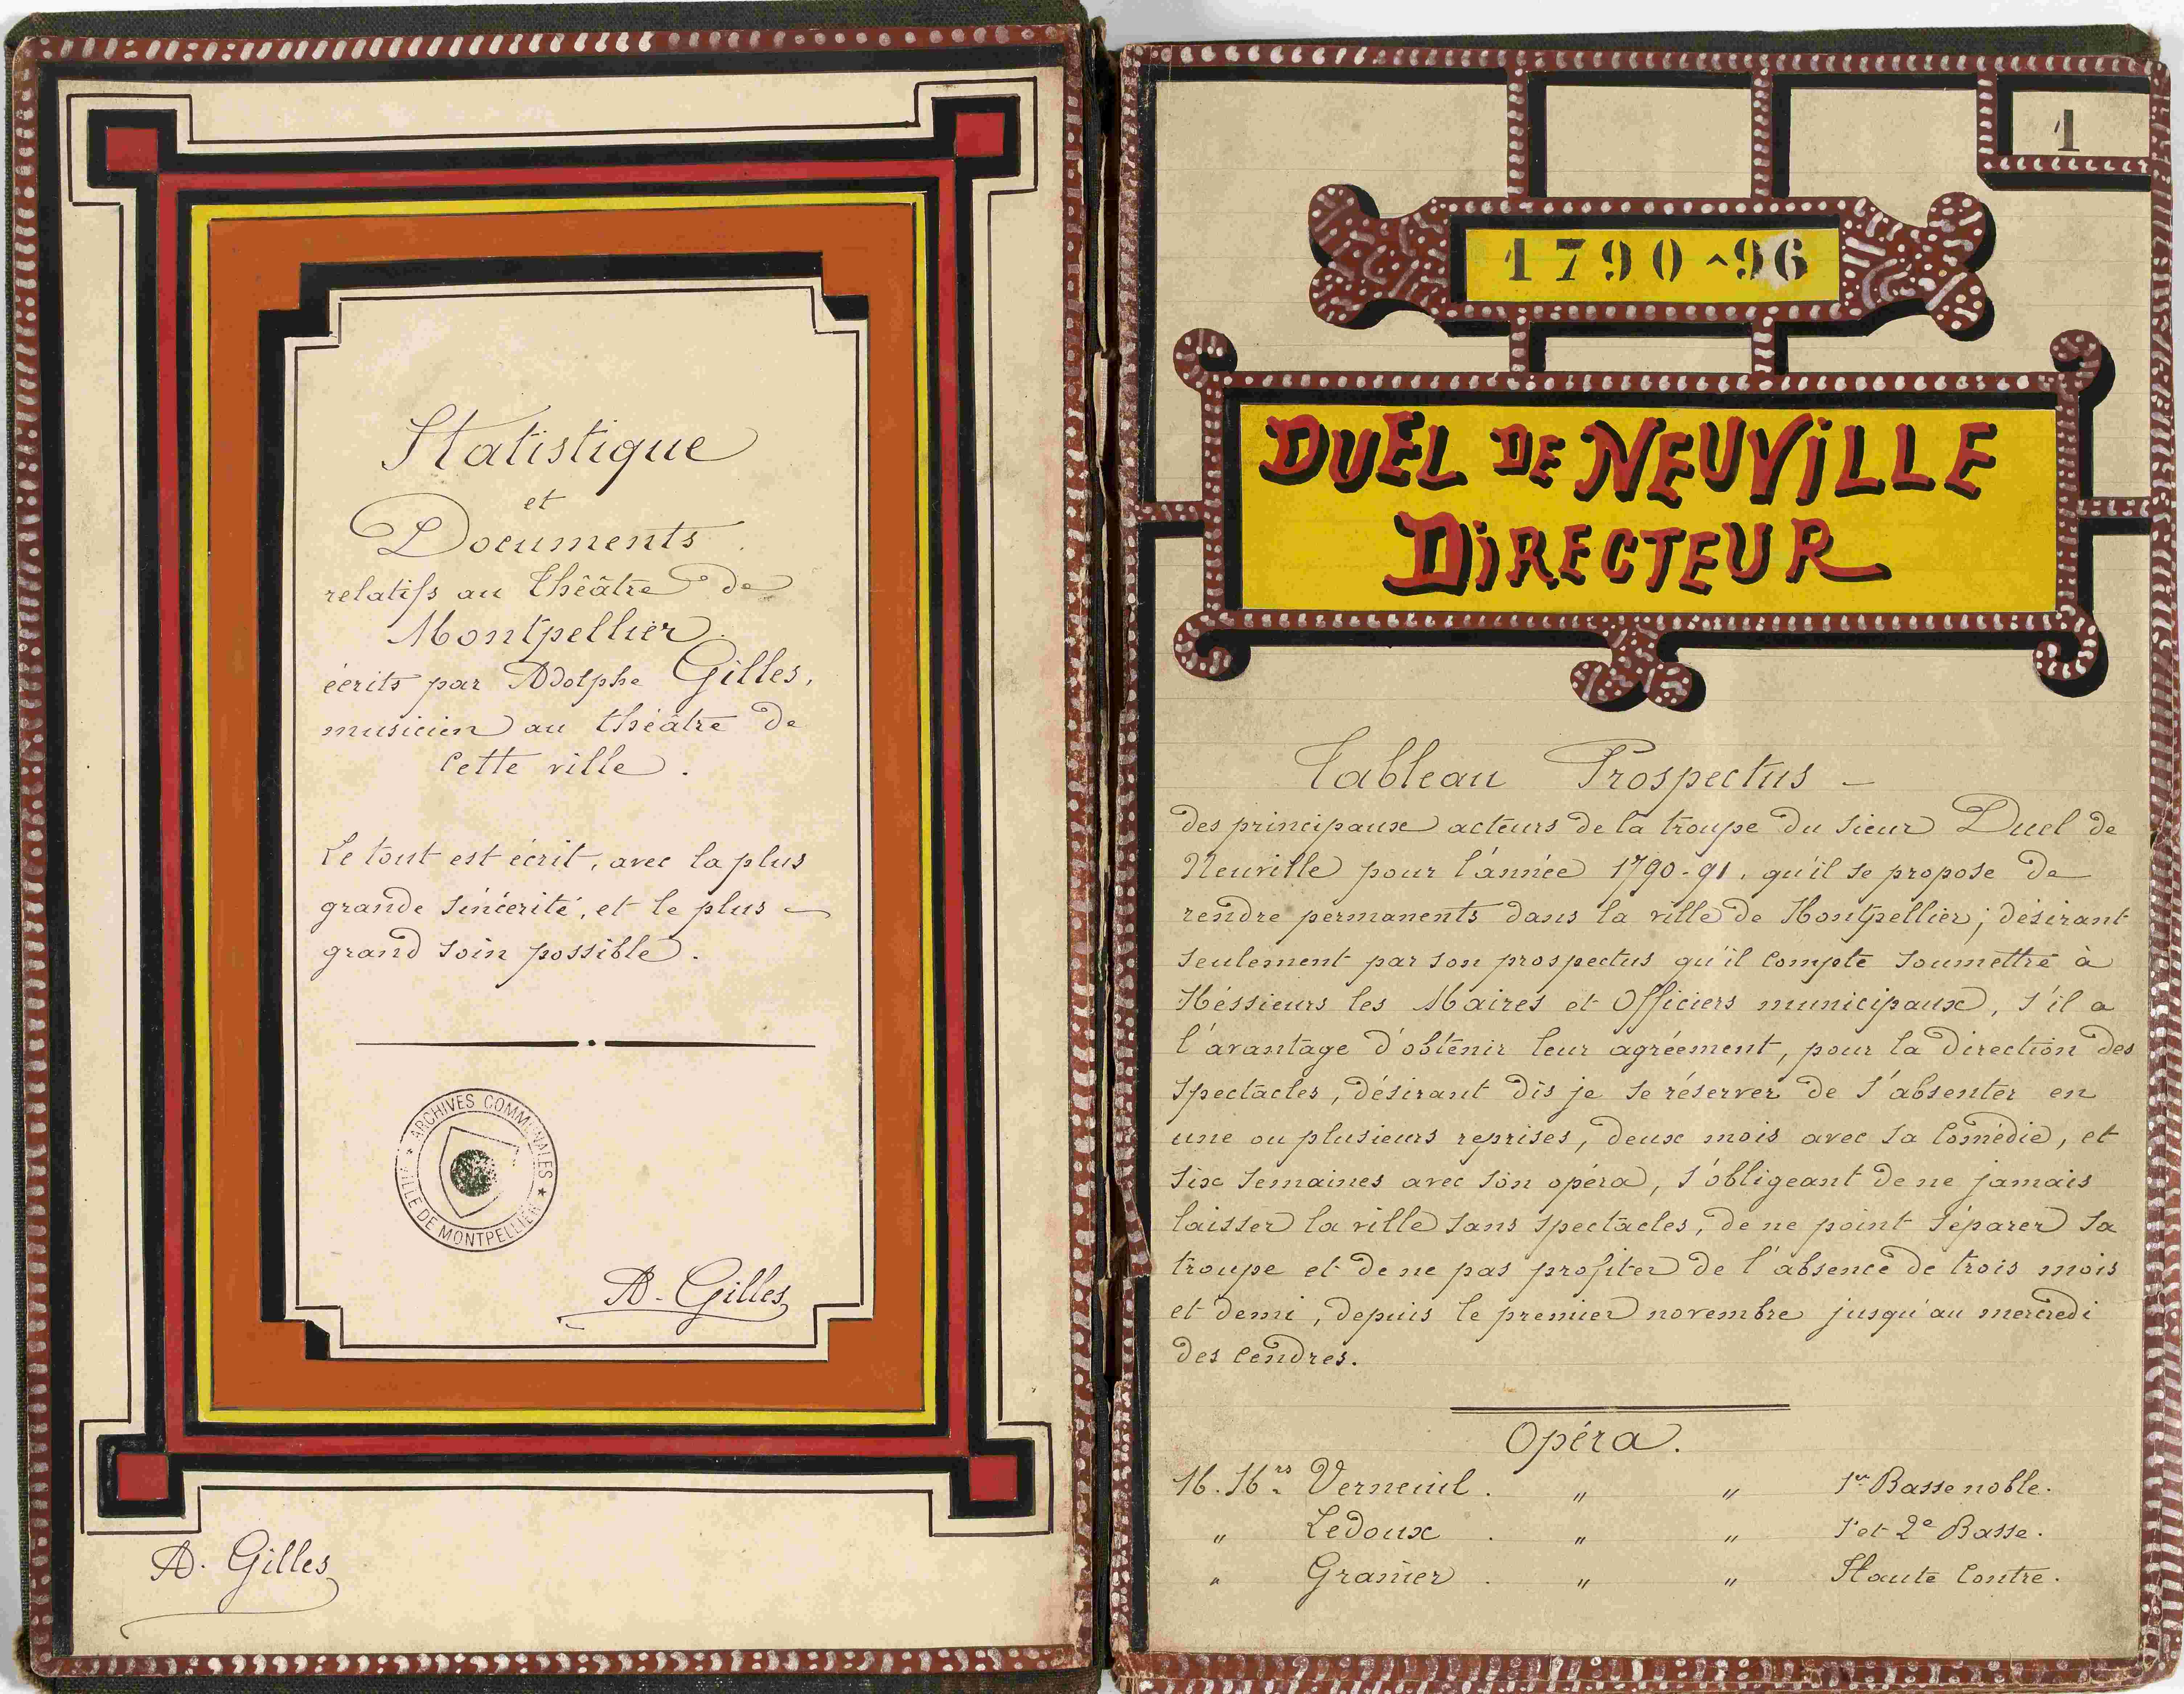 Statistique
et
Documents
relatifs au théâtre de
Montpellier
écrits par Adolphe Gilles,
musicien au théâtre de
cette ville.
Le tout est écrit, avec la plus
grande sincérité, et le plus
grand soin possible.
ARCHIVES COMMUNALES
VILLE DE MONTPELLIER
A. Gilles
A. Gilles
1
1790-96
DUEL DE NEUViLLE
DiRECTEUR
Tableau Prospectus -
des principaux acteurs de la troupe du sieur Duel de
Neuville pour l'année 1790-91, qu'il se propose de
rendre permanents dans la ville de Montpellier; désirant
seulement par son prospectus qu'il compte soumettre à
Méssieurs les Maires et Officiers municipaux, s'il a
l'avantage d'obtenir leur agréement, pour la direction des
spectacles, désirant dis je se réserver de s'absenter en
une ou plusieurs reprises, deux mois avec sa Comédie, et
six semaines avec son opéra, s'obligeant de ne jamais
laisser la ville sans spectacles, de ne point séparer sa
troupe et de ne pas profiter de l'absence de trois mois
et demi, depuis le premier novembre jusqu'au mercredi
des cendres.
Opéra.
M. Mrs Verneuil. " " 1re Basse noble.
" Ledoux. " " 1re et 2e Basse.
" Granier. " " Haute Contre.